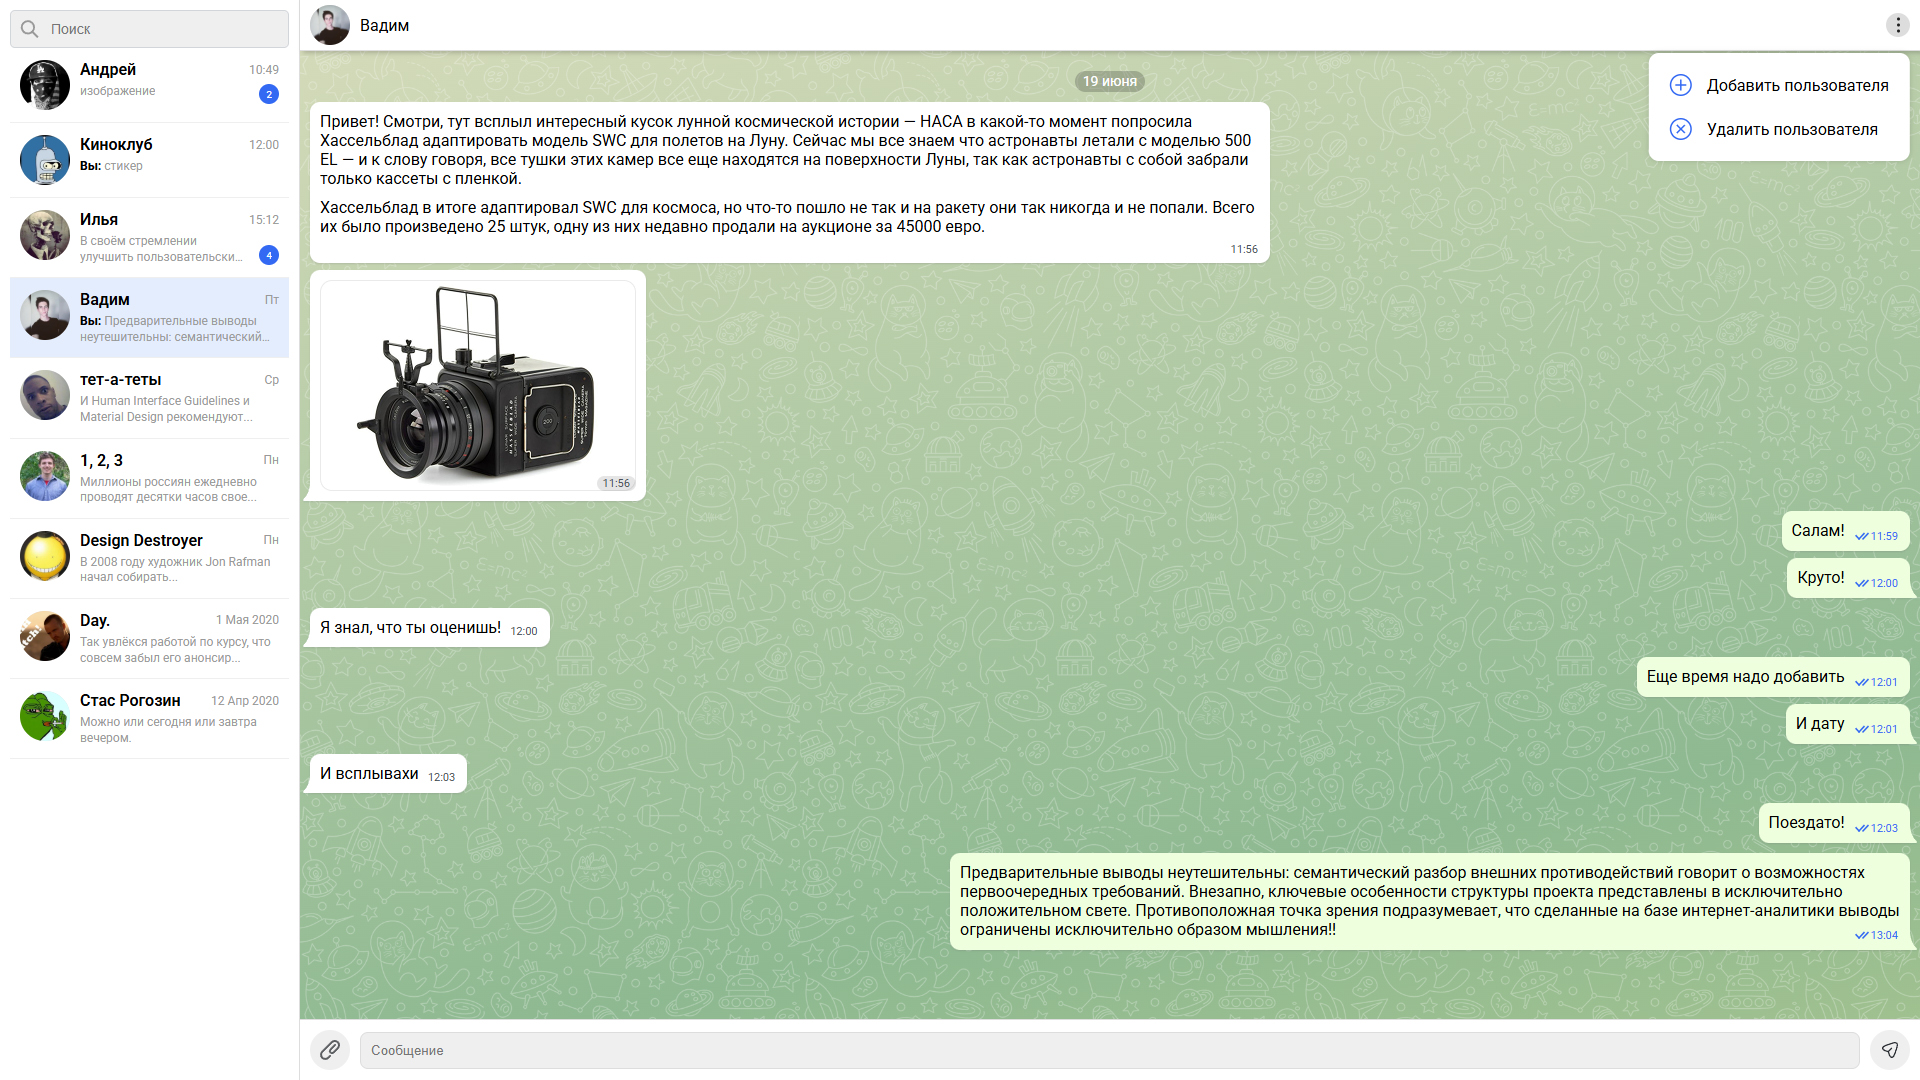 Поиск
Андрей 10:49
изображение 2
Киноклуб 12:00
Вы: стикер
Илья 15:12
В своём стремлении
улучшить пользовательски... 4
Вадим Пт
Вы: Предварительные выводы
неутешительны: семантический...
тет-а-теты Ср
И Human Interface Guidelines и
Material Design рекомендуют...
1, 2, 3 Пн
Миллионы россиян ежедневно
проводят десятки часов свое...
Design Destroyer Пн
В 2008 году художник Jon Rafman
начал собирать...
Day. 1 Мая 2020
Так увлёкся работой по курсу, что
совсем забыл его анонсир...
Стас Рогозин 12 Апр 2020
Можно или сегодня или завтра
вечером.
Вадим
Добавить пользователя
Удалить пользователя
19 июня
Привет! Смотри, тут всплыл интересный кусок лунной космической истории — НАСА в какой-то момент попросила
Хассельблад адаптировать модель SWC для полетов на Луну. Сейчас мы все знаем что астронавты летали с моделью 500
EL — и к слову говоря, все тушки этих камер все еще находятся на поверхности Луны, так как астронавты с собой забрали
только кассеты с пленкой.
Хассельблад в итоге адаптировал SWC для космоса, но что-то пошло не так и на ракету они так никогда и не попали. Всего
их было произведено 25 штук, одну из них недавно продали на аукционе за 45000 евро.
11:56
11:56
Салам! 11:59
Круто! 12:00
Я знал, что ты оценишь! 12:00
Еще время надо добавить 12:01
И дату 12:01
И всплывахи 12:03
Поездато! 12:03
Предварительные выводы неутешительны: семантический разбор внешних противодействий говорит о возможностях
первоочередных требований. Внезапно, ключевые особенности структуры проекта представлены в исключительно
положительном свете. Противоположная точка зрения подразумевает, что сделанные на базе интернет-аналитики выводы
ограничены исключительно образом мышления!! 13:04
Сообщение